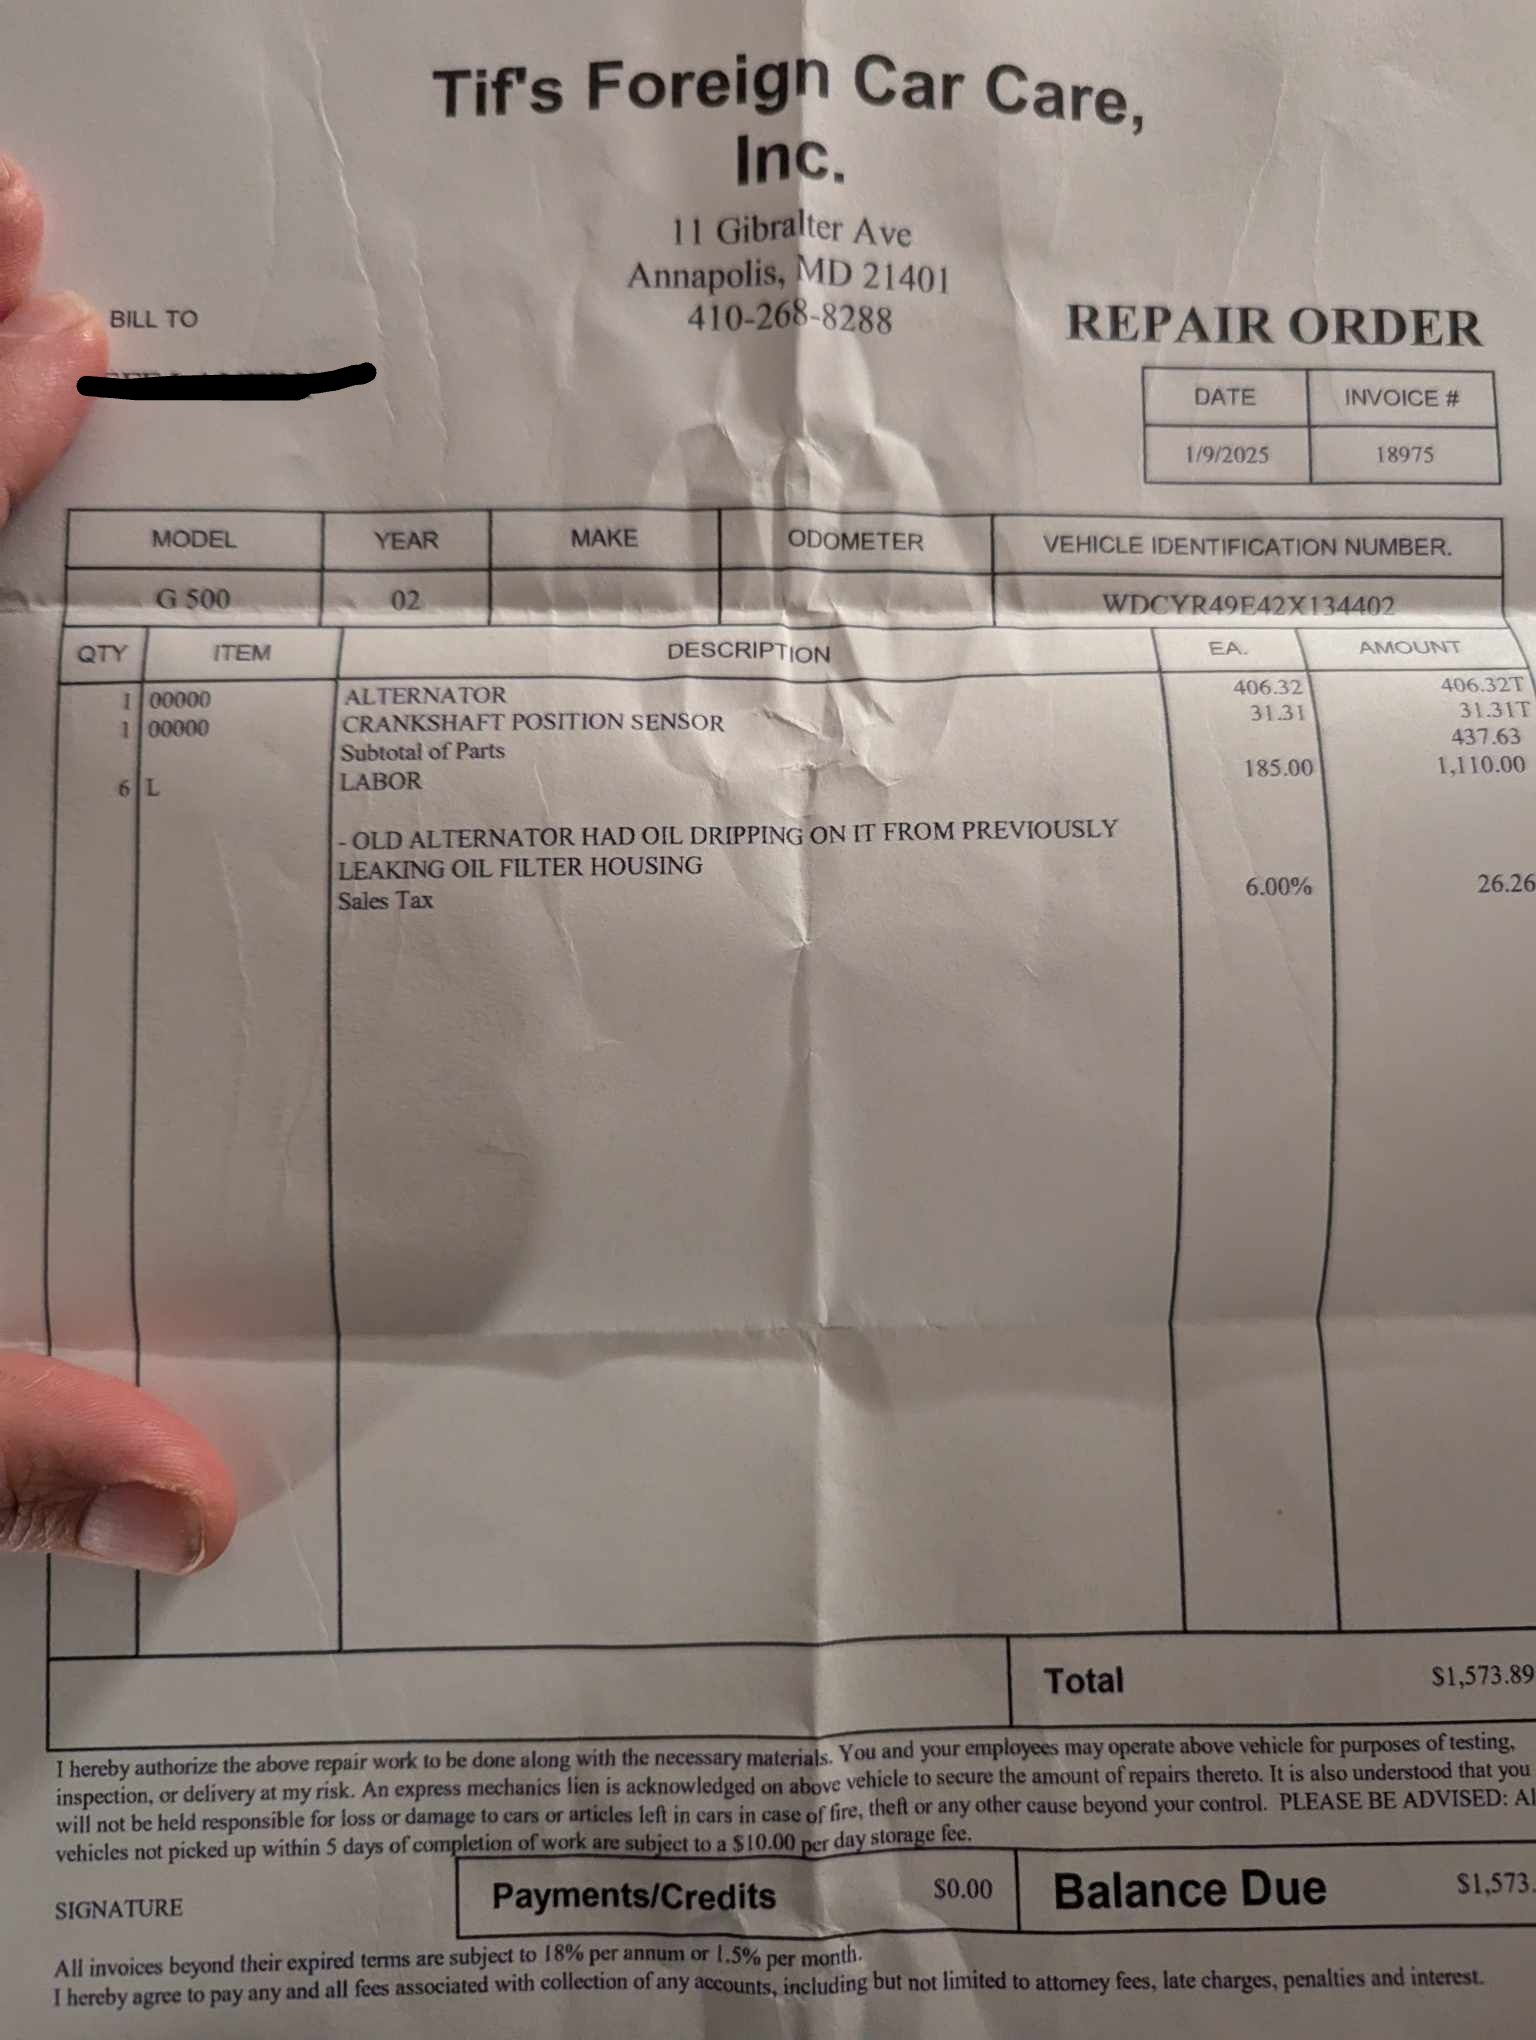 Tif's Foreign Car Care,
Inc.
11 Gibralter Ave
Annapolis, MD 21401
410-268-8288
BILL TO
REPAIR ORDER
DATE INVOICE #
1/9/2025 18975
MODEL YEAR MAKE ODOMETER VEHICLE IDENTIFICATION NUMBER.
G 500 02 WDCYR49E42X134402
QTY ITEM DESCRIPTION EA. AMOUNT
1 00000 ALTERNATOR 406.32 406.32T
1 00000 CRANKSHAFT POSITION SENSOR 31.31 31.31T
Subtotal of Parts 437.63
6 L LABOR 185.00 1,110.00
- OLD ALTERNATOR HAD OIL DRIPPING ON IT FROM PREVIOUSLY
LEAKING OIL FILTER HOUSING
Sales Tax 6.00% 26.26
Total $1,573.89
I hereby authorize the above repair work to be done along with the necessary materials. You and your employees may operate above vehicle for purposes of testing,
inspection, or delivery at my risk. An express mechanics lien is acknowledged on above vehicle to secure the amount of repairs thereto. It is also understood that you
will not be held responsible for loss or damage to cars or articles left in cars in case of fire, theft or any other cause beyond your control. PLEASE BE ADVISED:
vehicles not picked up within 5 days of completion of work are subject to a $10.00 per day storage fee.
SIGNATURE
Payments/Credits $0.00 Balance Due $1,573.
All invoices beyond their expired terms are subject to 18% per annum or 1.5% per month.
I hereby agree to pay any and all fees associated with collection of any accounts, including but not limited to attorney fees, late charges, penalties and interest.